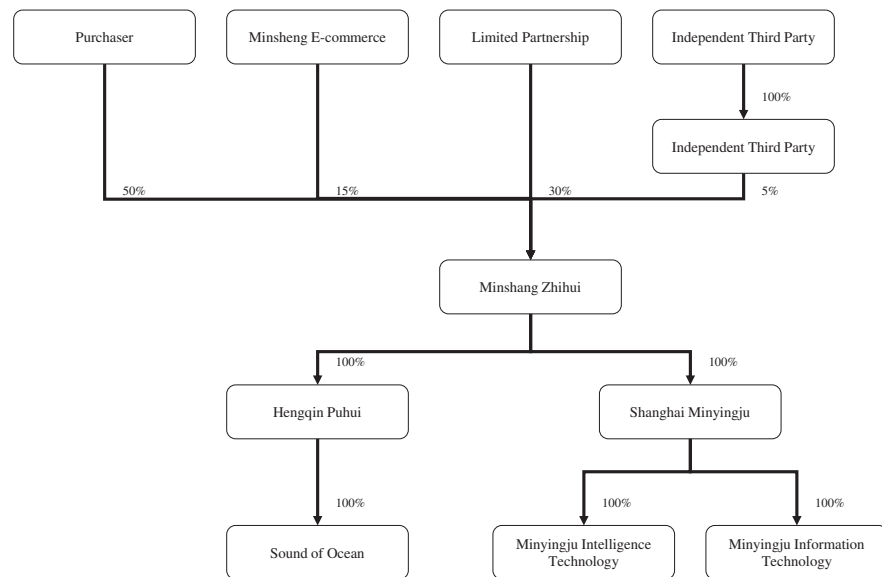 Purchaser
Minsheng E-commerce
Limited Partnership
Independent Third Party
100%
Independent Third Party
50%
15%
30%
5%
Minshang Zhihui
100%
100%
Hengqin Puhui
Shanghai Minyingju
100%
100%
100%
Sound of Ocean
Minyingju Intelligence
Technology
Minyingju Information
Technology